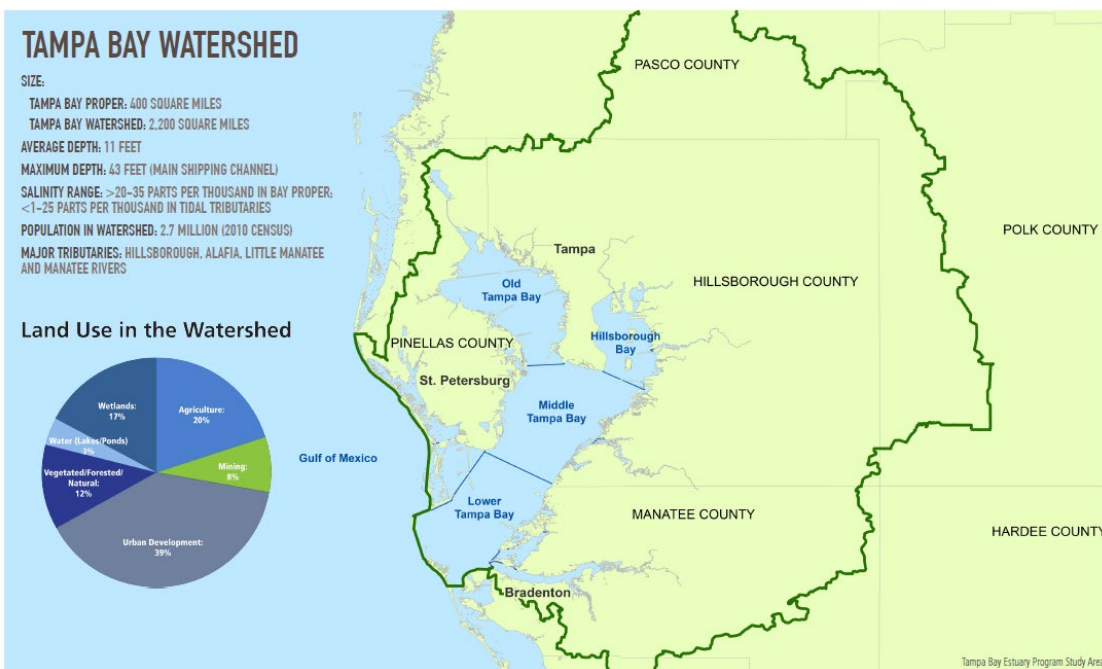 TAMPA BAY WATERSHED
SIZE:
TAMPA BAY PROPER: 400 SQUARE MILES
TAMPA BAY WATERSHED: 2,200 SQUARE MILES
AVERAGE DEPTH: 11 FEET
MAXIMUM DEPTH: 43 FEET (MAIN SHIPPING CHANNEL)
SALINITY RANGE: >20-35 PARTS PER THOUSAND IN BAY PROPER;
<1-25 PARTS PER THOUSAND IN TIDAL TRIBUTARIES
POPULATION IN WATERSHED: 2.7 MILLION (2010 CENSUS)
MAJOR TRIBUTARIES: HILLSBOROUGH, ALAFIA, LITTLE MANATEE
AND MANATEE RIVERS
Land Use in the Watershed
Wetlands:
17%
Agriculture:
20%
Water (Lakes/Ponds)
3%
Mining:
8%
Vegetated/Forested/
Natural:
12%
Urban Development:
39%
PASCO COUNTY
POLK COUNTY
Tampa
HILLSBOROUGH COUNTY
Old
Tampa Bay
Hillsborough
Bay
PINELLAS COUNTY
St. Petersburg
Middle
Tampa Bay
Gulf of Mexico
Lower
Tampa Bay
MANATEE COUNTY
HARDEE COUNTY
Bradenton
Tampa Bay Estuary Program Study Area